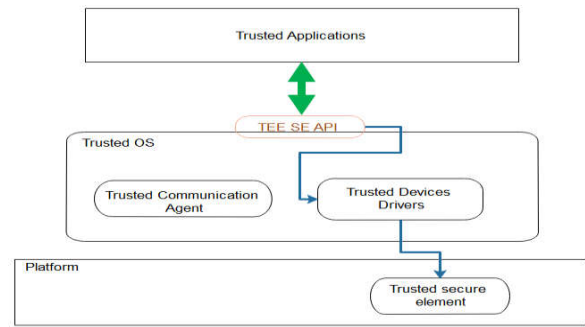 Trusted Applications
TEE SE API
Trusted OS
Trusted Communication
Agent
Trusted Devices
Drivers
Platform
Trusted secure
element